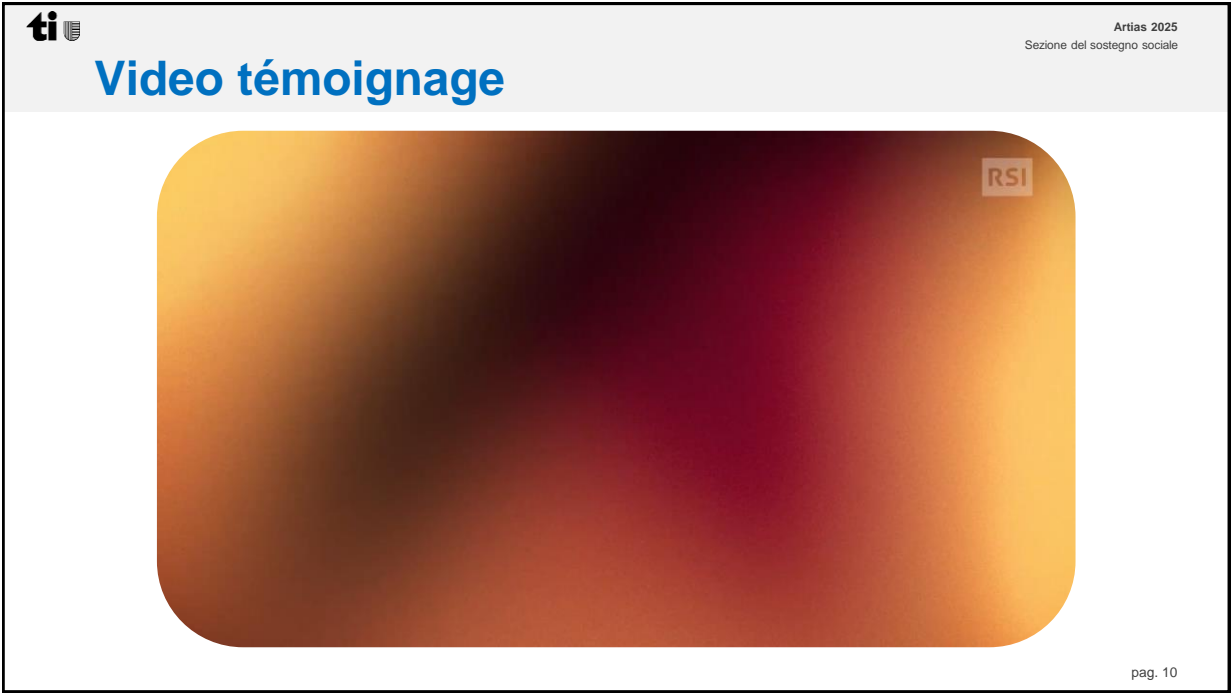 ti
Artias 2025
Sezione del sostegno sociale
Video témoignage
RSI
pag. 10